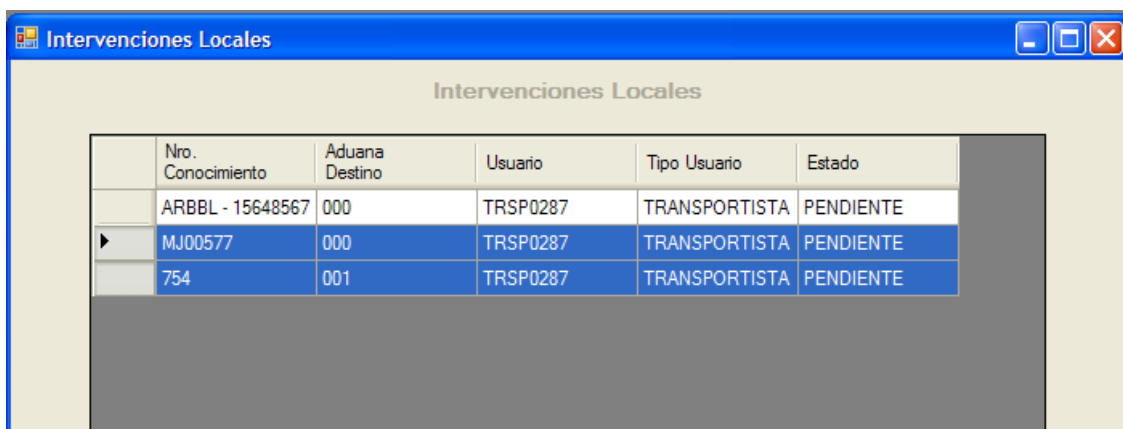 Intervenciones Locales
Intervenciones Locales
Nro. Conocimiento Aduana Destino Usuario Tipo Usuario Estado
ARBBL - 15648567 000 TRSP0287 TRANSPORTISTA PENDIENTE
MJ00577 000 TRSP0287 TRANSPORTISTA PENDIENTE
754 001 TRSP0287 TRANSPORTISTA PENDIENTE